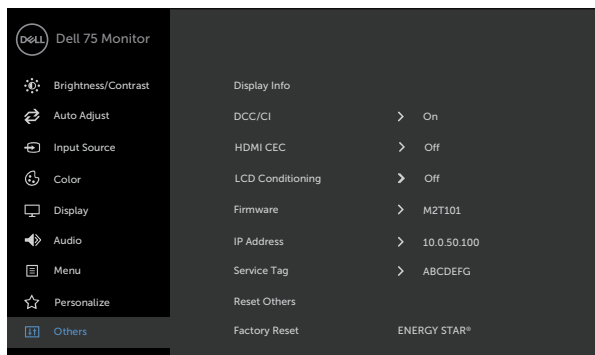 DELL Dell 75 Monitor
Brightness/Contrast
Auto Adjust
Input Source
Color
Display
Audio
Menu
Personalize
Others
Display Info
DCC/CI > On
HDMI CEC > Off
LCD Conditioning > Off
Firmware > M2T101
IP Address > 10.0.50.100
Service Tag > ABCDEFG
Reset Others
Factory Reset ENERGY STAR®